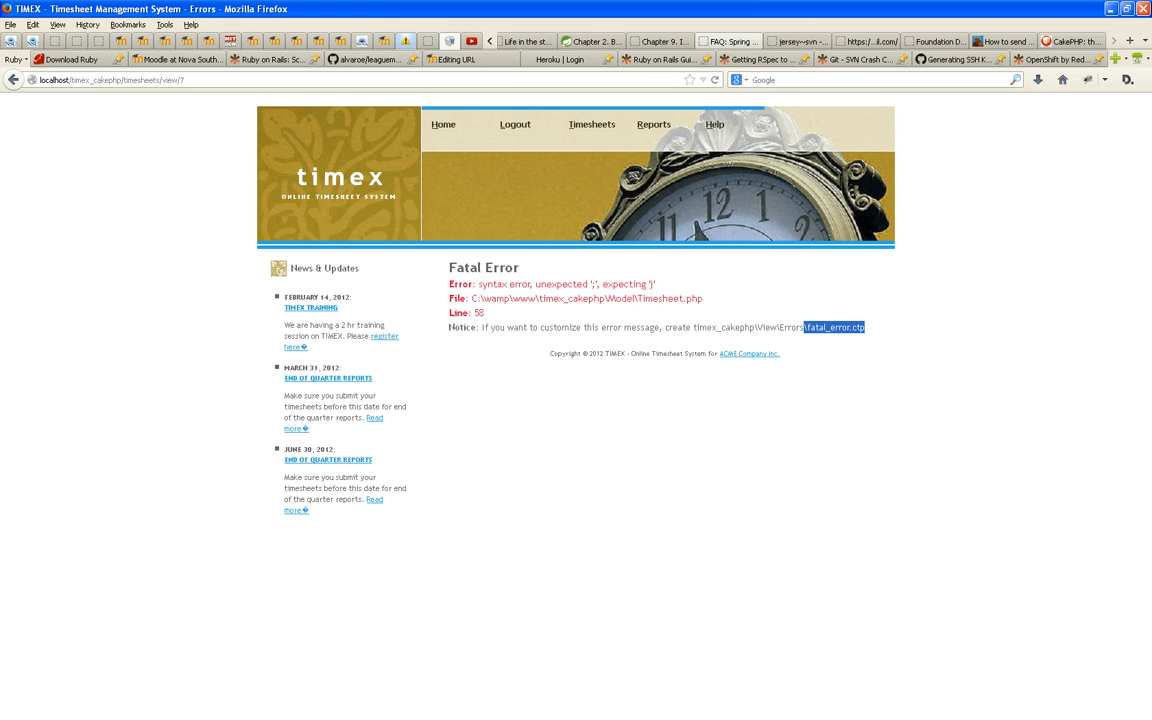 TIMEX - Timesheet Management System - Errors - Mozilla Firefox
File Edit View History Bookmarks Tools Help
Life in the st... Chapter 2. B... Chapter 9. I... FAQ: Spring ... jersey~svn -... https:/...il.com/ Foundation D... How to send ... CakePHP: th...
Ruby Download Ruby Moodle at Nova South... Ruby on Rails: Sc... alvaroe/leaguem... Editing URL Heroku | Login Ruby on Rails Gui... Getting RSpec to ... Git - SVN Crash C... Generating SSH K... OpenShift by Red...
localhost/timex_cakephp/timesheets/view/7 Google D.
Home Logout Timesheets Reports Help
MIT
OCW
timex
ONLINE TIMESHEET SYSTEM
11 12 1
News & Updates
FEBRUARY 14, 2012:
TIMEX TRAINING
We are having a 2 hr training
session on TIMEX. Please register
here�
MARCH 31, 2012:
END OF QUARTER REPORTS
Make sure you submit your
timesheets before this date for end
of the quarter reports. Read
more�
JUNE 30, 2012:
END OF QUARTER REPORTS
Make sure you submit your
timesheets before this date for end
of the quarter reports. Read
more�
Fatal Error
Error: syntax error, unexpected ';', expecting ')'
File: C:\wamp\www\timex_cakephp\Model\Timesheet.php
Line: 58
Notice: If you want to customize this error message, create timex_cakephp\View\Errors\fatal_error.ctp
Copyright © 2012 TIMEX - Online Timesheet System for ACME Company Inc.